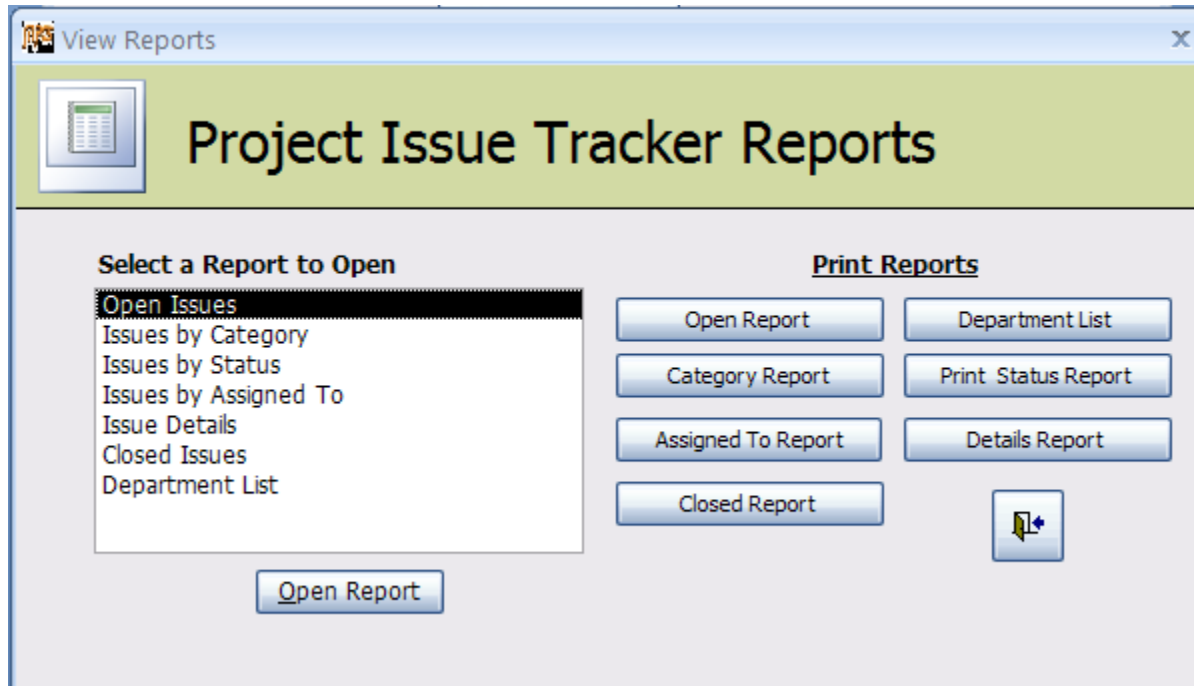 View Reports
Project Issue Tracker Reports
Select a Report to Open
Open Issues
Issues by Category
Issues by Status
Issues by Assigned To
Issue Details
Closed Issues
Department List
Open Report
Print Reports
Open Report
Department List
Category Report
Print Status Report
Assigned To Report
Details Report
Closed Report